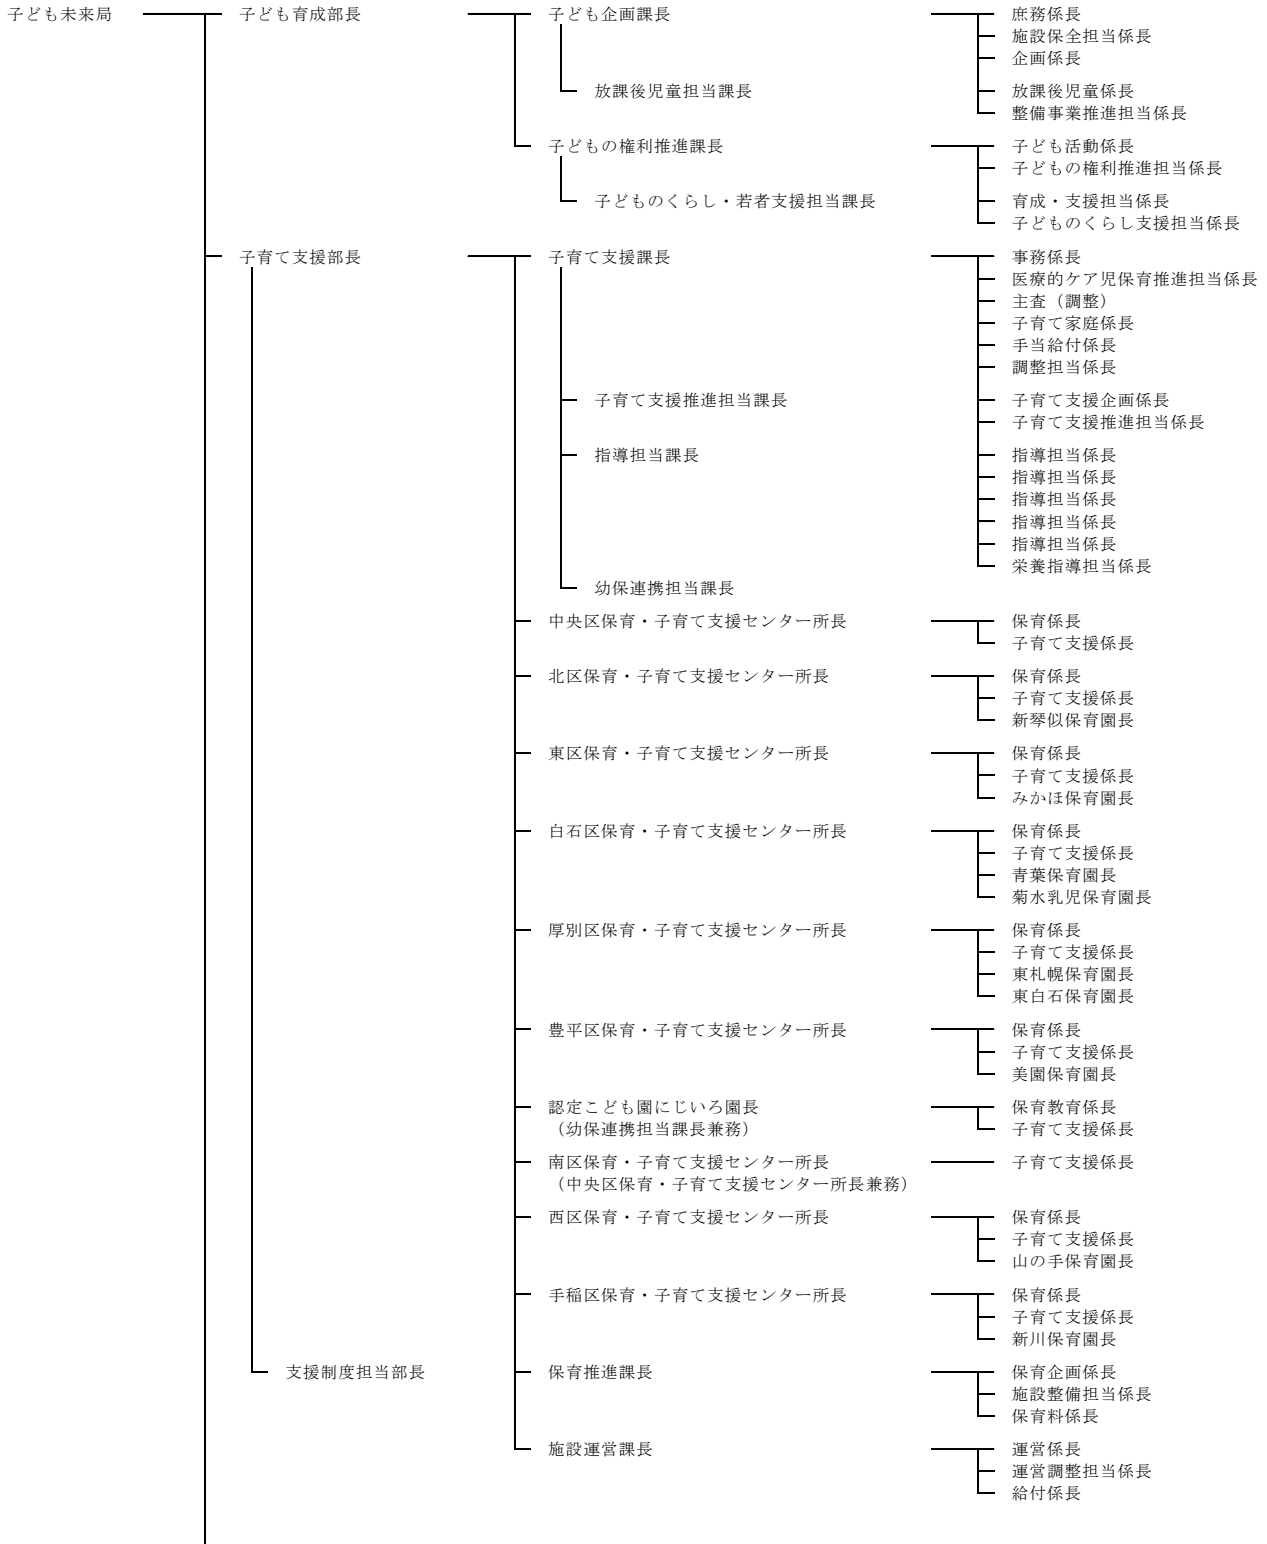 子ども未来局 子ども育成部長 子ども企画課長 庶務係長
施設保全担当係長
企画係長
放課後児童担当課長 放課後児童係長
整備事業推進担当係長
子どもの権利推進課長 子ども活動係長
子どもの権利推進担当係長
子どものくらし・若者支援担当課長 育成・支援担当係長
子どものくらし支援担当係長
子育て支援部長 子育て支援課長 事務係長
医療的ケア児保育推進担当係長
主査（調整）
子育て家庭係長
手当給付係長
調整担当係長
子育て支援推進担当課長 子育て支援企画係長
子育て支援推進担当係長
指導担当課長 指導担当係長
指導担当係長
指導担当係長
指導担当係長
指導担当係長
栄養指導担当係長
幼保連携担当課長
中央区保育・子育て支援センター所長 保育係長
子育て支援係長
北区保育・子育て支援センター所長 保育係長
子育て支援係長
新琴似保育園長
東区保育・子育て支援センター所長 保育係長
子育て支援係長
みかほ保育園長
白石区保育・子育て支援センター所長 保育係長
子育て支援係長
青葉保育園長
菊水乳児保育園長
厚別区保育・子育て支援センター所長 保育係長
子育て支援係長
東札幌保育園長
東白石保育園長
豊平区保育・子育て支援センター所長 保育係長
子育て支援係長
美園保育園長
認定こども園にじいろ園長 保育教育係長
（幼保連携担当課長兼務） 子育て支援係長
南区保育・子育て支援センター所長 子育て支援係長
（中央区保育・子育て支援センター所長兼務）
西区保育・子育て支援センター所長 保育係長
子育て支援係長
山の手保育園長
手稲区保育・子育て支援センター所長 保育係長
子育て支援係長
新川保育園長
支援制度担当部長 保育推進課長 保育企画係長
施設整備担当係長
保育料係長
施設運営課長 運営係長
運営調整担当係長
給付係長